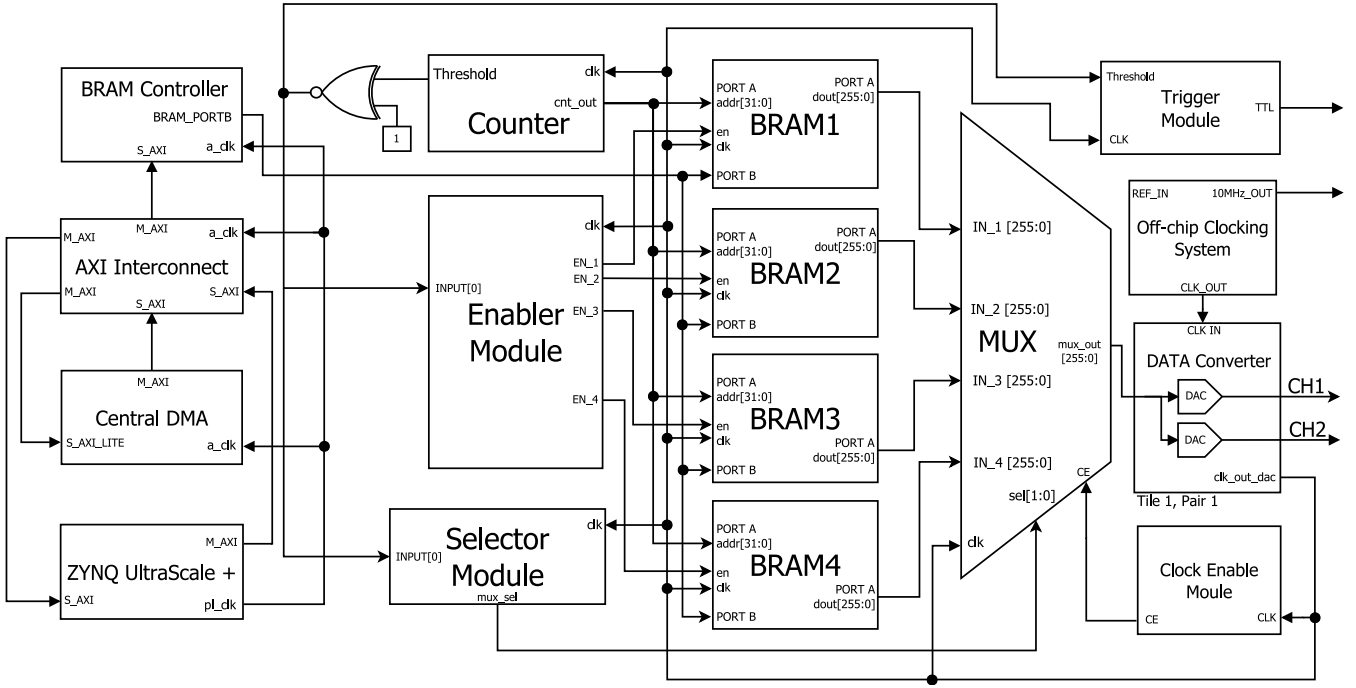 BRAM Controller
BRAM_PORTB
S_AXI
a_clk
M_AXI
M_AXI
a_clk
AXI Interconnect
M_AXI
S_AXI
S_AXI
M_AXI
Central DMA
S_AXI_LITE
a_clk
M_AXI
ZYNQ UltraScale +
S_AXI
pl_clk
1
Threshold
clk
cnt_out
Counter
clk
EN_1
EN_2
INPUT[0]
EN_3
Enabler
Module
EN_4
clk
Selector
INPUT[0]
Module
mux_sel
PORT A
addr[31:0]
PORT A
dout[255:0]
BRAM1
en
clk
PORT B
PORT A
addr[31:0]
PORT A
dout[255:0]
BRAM2
en
clk
PORT B
PORT A
addr[31:0]
BRAM3
en
clk
PORT A
dout[255:0]
PORT B
PORT A
addr[31:0]
BRAM4
en
clk
PORT A
dout[255:0]
PORT B
IN_1 [255:0]
IN_2 [255:0]
MUX
mux_out
[255:0]
IN_3 [255:0]
IN_4 [255:0]
CE
sel[1:0]
clk
Threshold
Trigger
Module
TTL
CLK
REF_IN
10MHz_OUT
Off-chip Clocking
System
CLK_OUT
CLK IN
DATA Converter
DAC
CH1
DAC
CH2
clk_out_dac
Tile 1, Pair 1
Clock Enable
Moule
CE
CLK